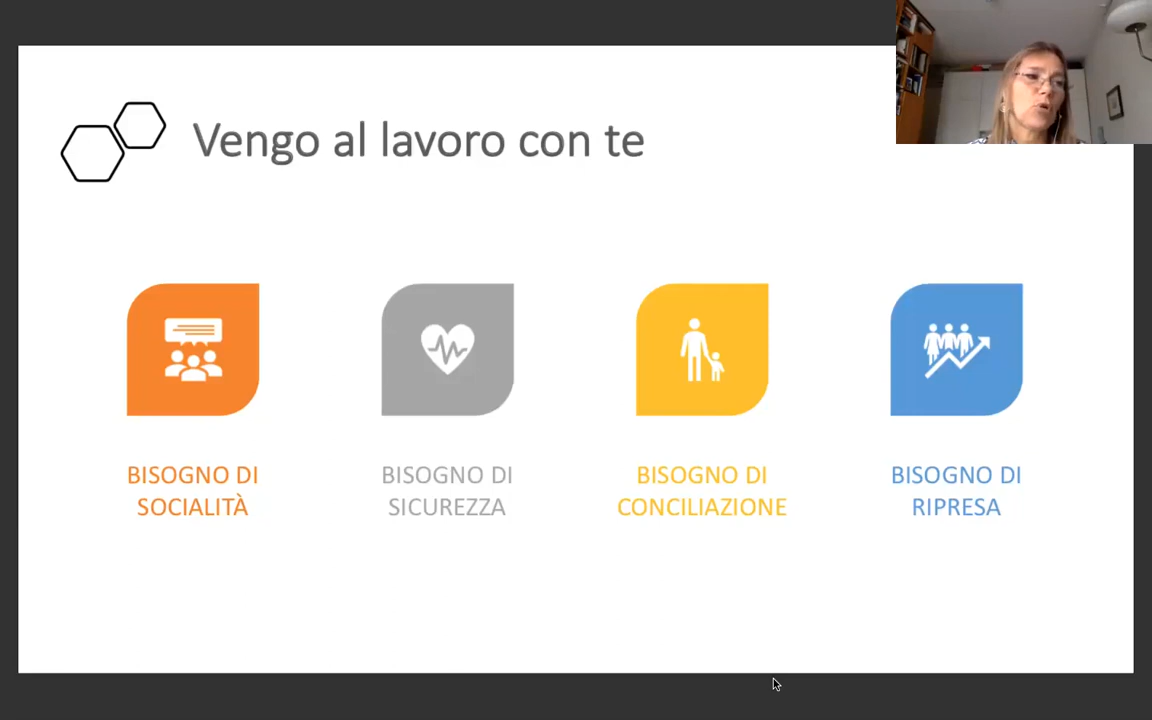 Vengo al lavoro con te
BISOGNO DI
SOCIALITÀ
BISOGNO DI
SICUREZZA
BISOGNO DI
CONCILIAZIONE
BISOGNO DI
RIPRESA